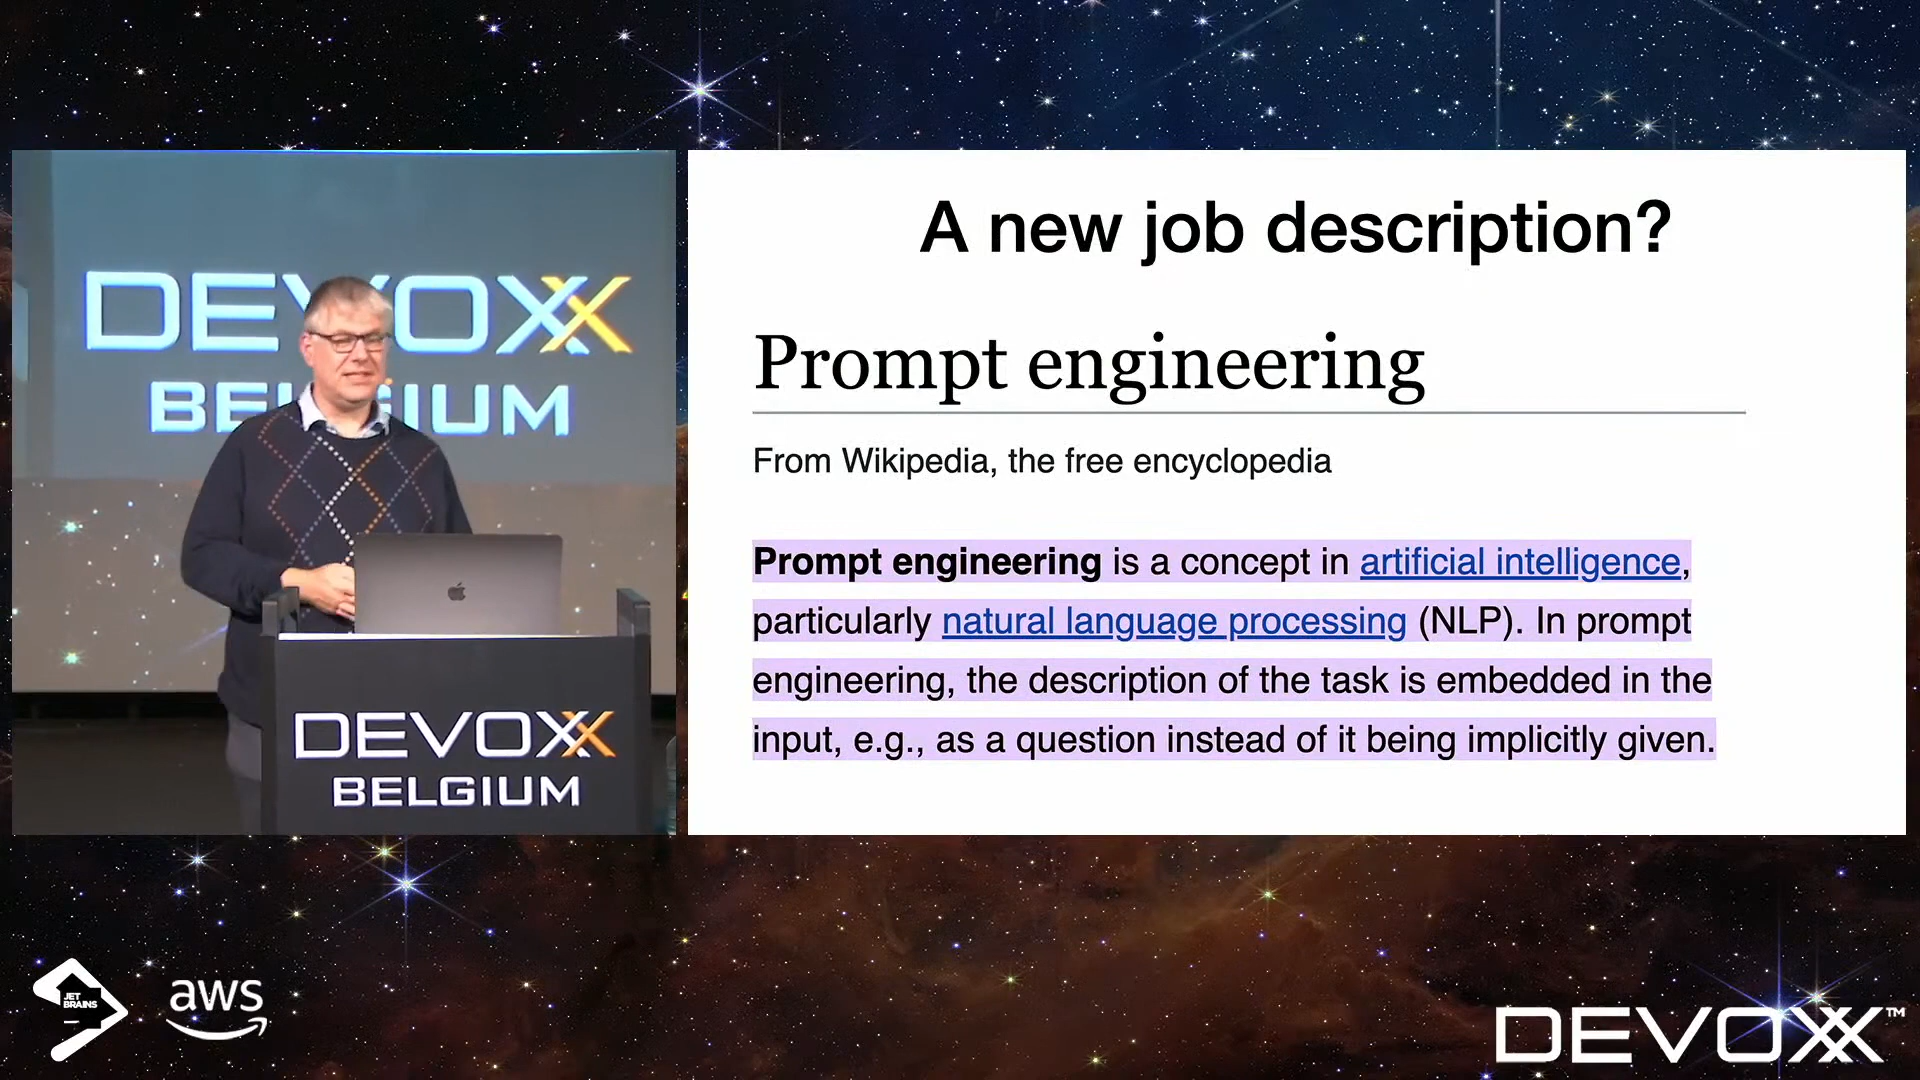 DEVOXX
BELGIUM
DEVOXX
BELGIUM
A new job description?
Prompt engineering
From Wikipedia, the free encyclopedia
Prompt engineering is a concept in artificial intelligence,
particularly natural language processing (NLP). In prompt
engineering, the description of the task is embedded in the
input, e.g., as a question instead of it being implicitly given.
JET
BRAINS
aws
DEVOXX™